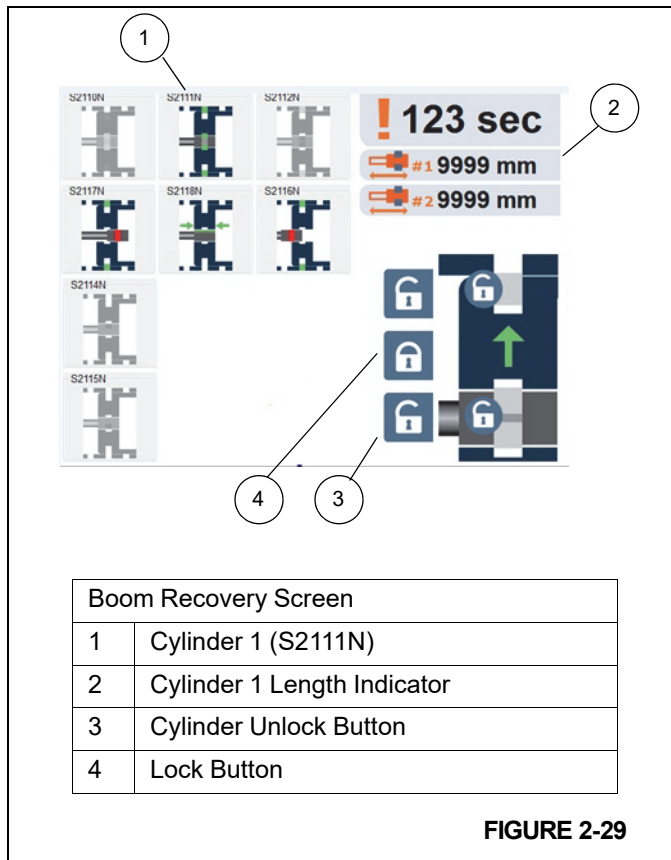 1
2
S2110N S2111N S2112N
! 123 sec
#1 9999 mm
S2117N S2118N S2116N
#2 9999 mm
S2114N
S2115N
4 3
Boom Recovery Screen
1 Cylinder 1 (S2111N)
2 Cylinder 1 Length Indicator
3 Cylinder Unlock Button
4 Lock Button
FIGURE 2-29